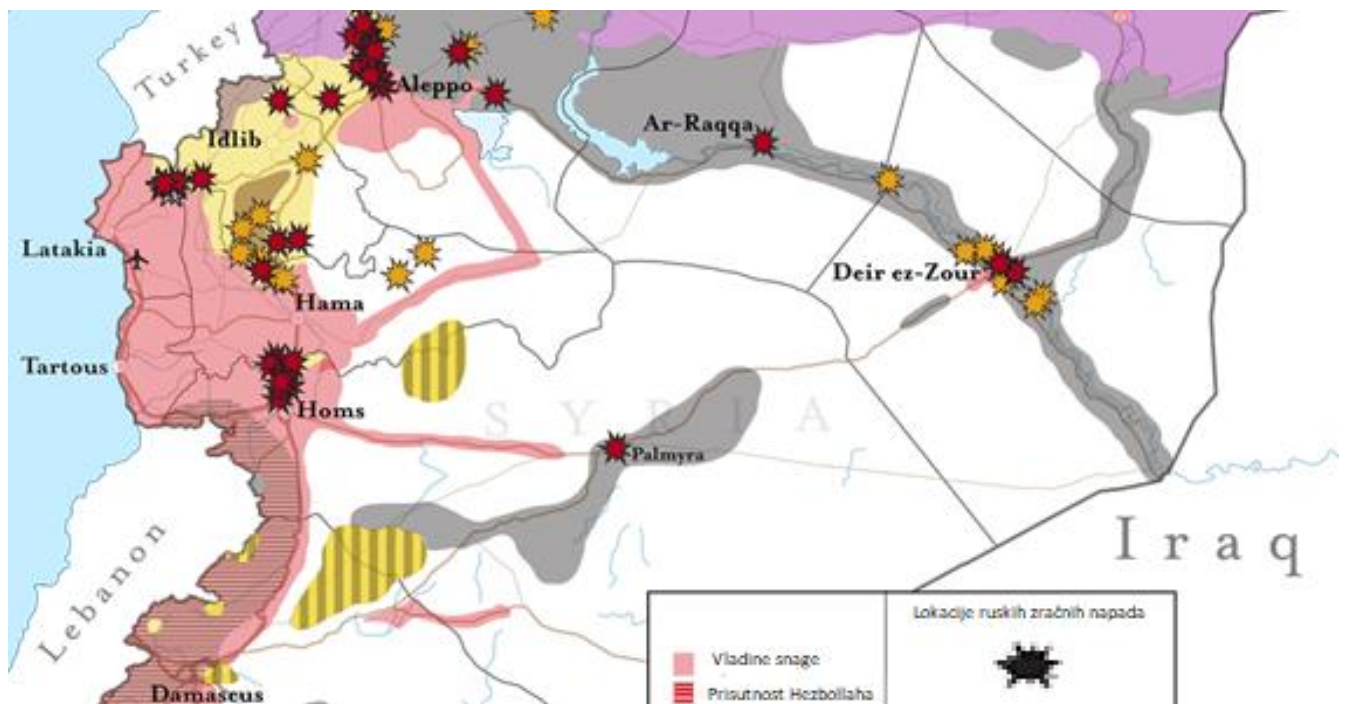 Turkey
Aleppo
Ar-Raqqa
Idlib
Latakia
Deir ez-Zour
Hama
Tartous
SYRIA
Homs
Palmyra
Iraq
Lebanon
Damascus
Lokacije ruskih zračnih napada
Vladine snage
Prisutnost Hezbollaha